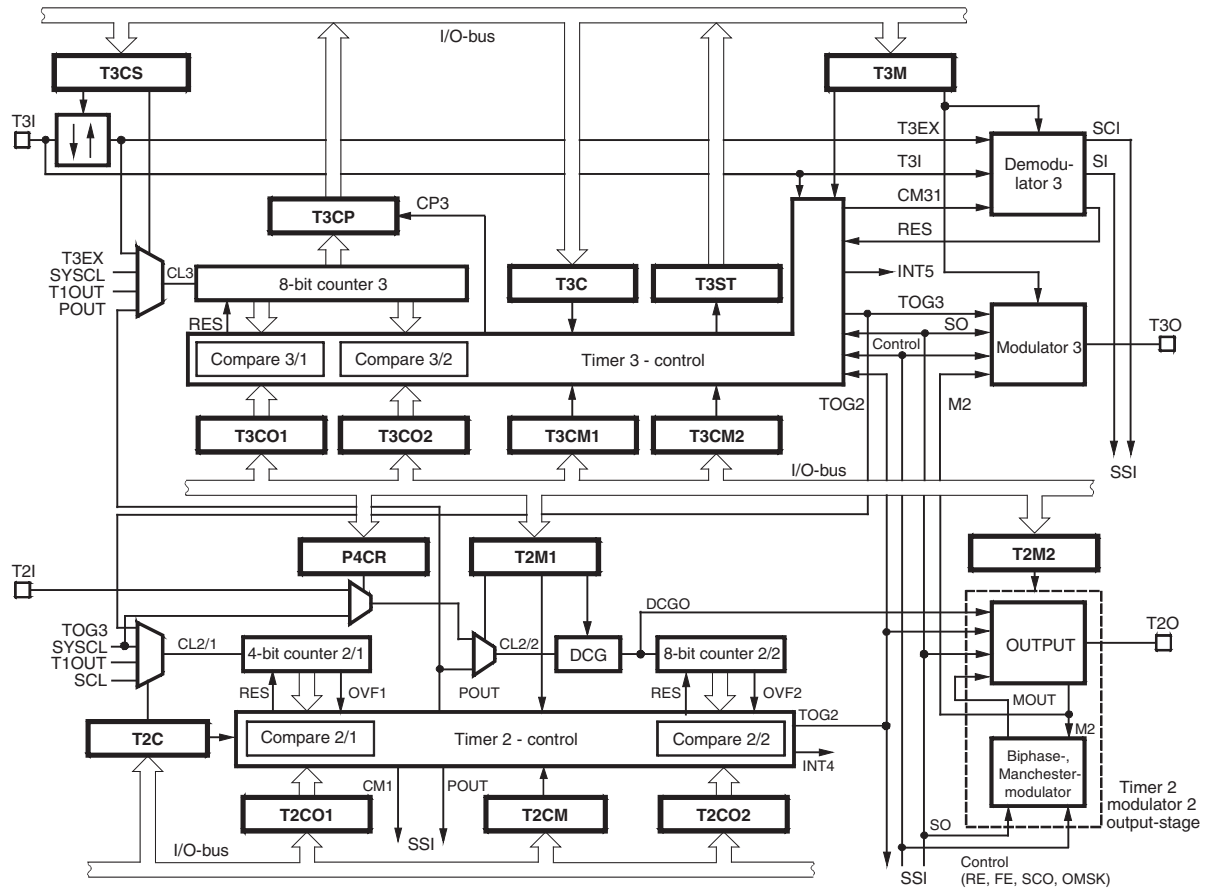 I/O-bus
T3CS
T3M
T3I
T3EX
SCI
T3I
SI
Demodu-
lator 3
CM31
T3CP
CP3
RES
T3EX
SYSCL
T1OUT
POUT
CL3
8-bit counter 3
T3C
T3ST
INT5
RES
TOG3
SO
T3O
Control
Modulator 3
Compare 3/1
Compare 3/2
Timer 3 - control
TOG2
M2
T3CO1
T3CO2
T3CM1
T3CM2
I/O-bus
SSI
P4CR
T2M1
T2M2
T2I
DCGO
TOG3
SYSCL
T1OUT
SCL
CL2/1
4-bit counter 2/1
CL2/2
DCG
8-bit counter 2/2
OUTPUT
T2O
RES
OVF1
POUT
RES
OVF2
MOUT
TOG2
M2
T2C
Compare 2/1
Timer 2 - control
Compare 2/2
INT4
Biphase-,
Manchester-
modulator
CM1
POUT
Timer 2
modulator 2
output-stage
T2CO1
T2CM
T2CO2
SSI
SO
I/O-bus
SSI
Control
(RE, FE, SCO, OMSK)